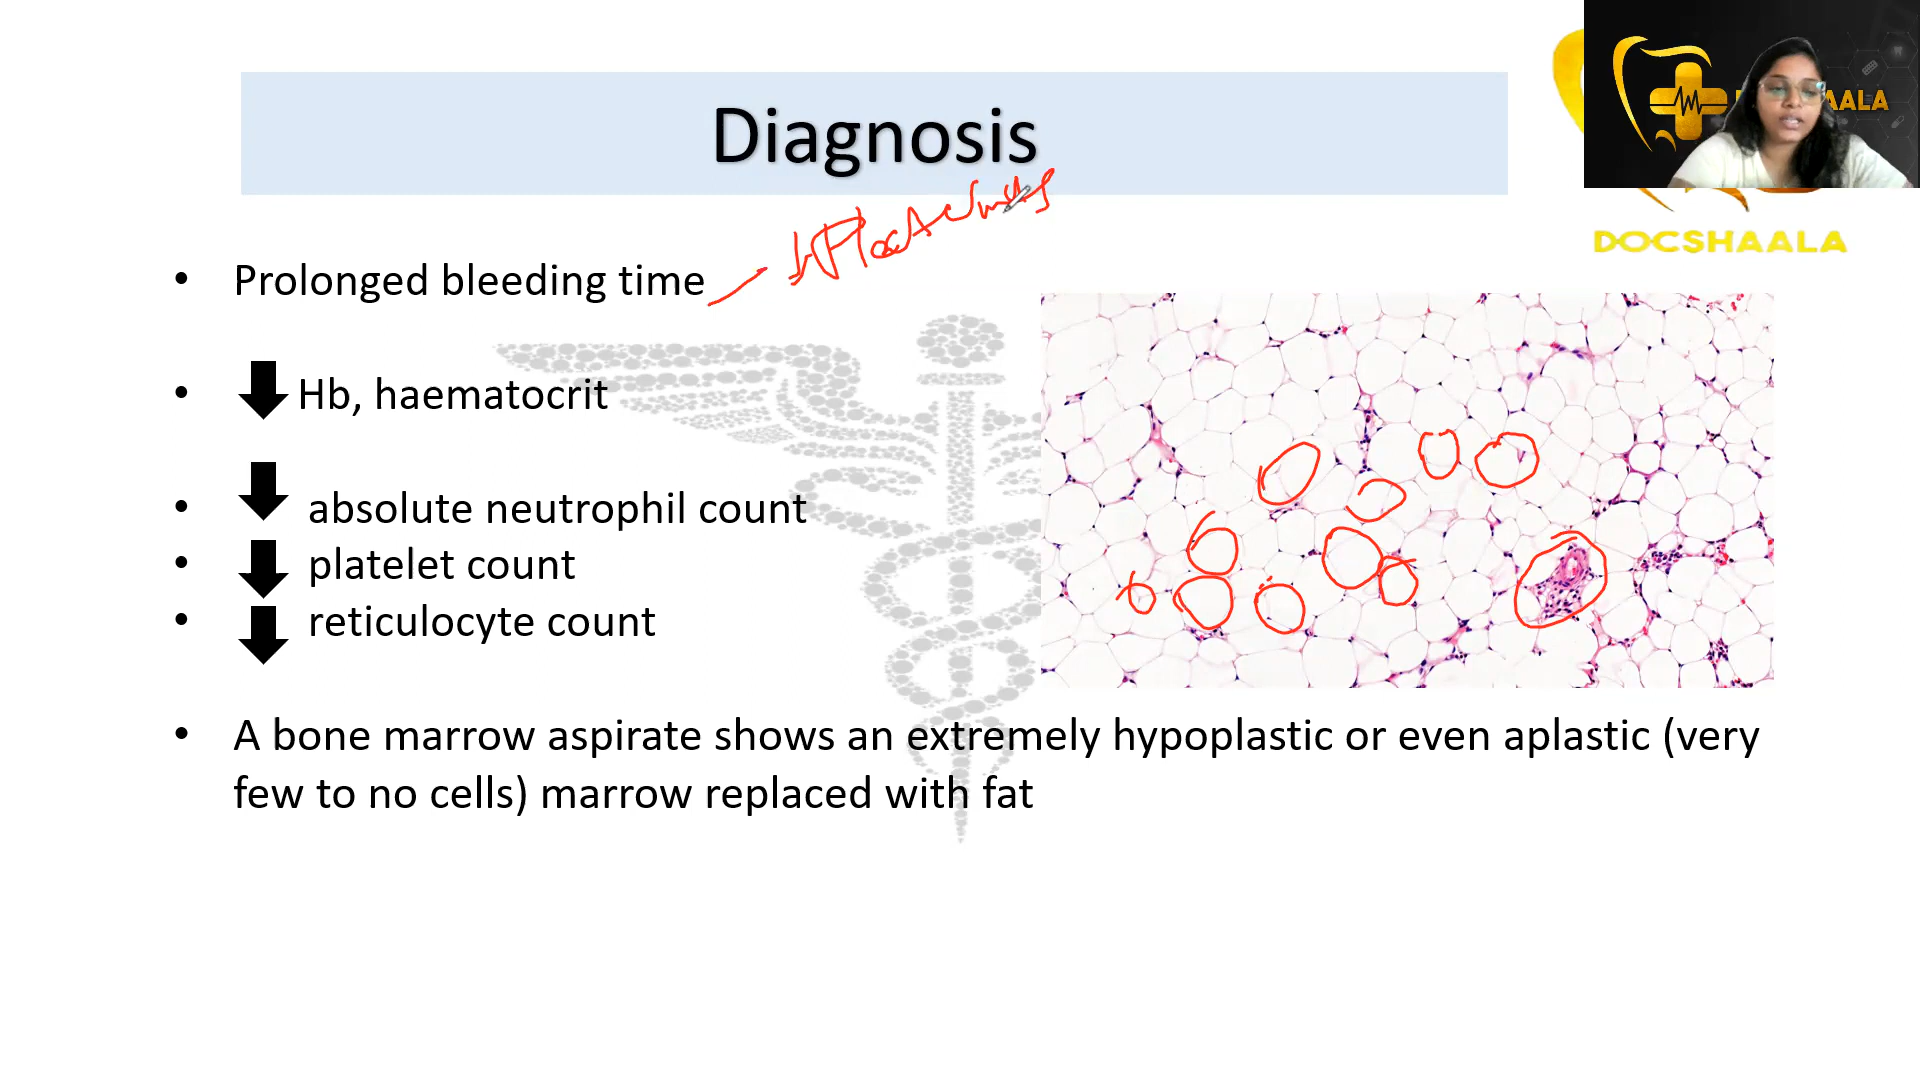 Diagnosis
AALA
DOCSHAALA
• Prolonged bleeding time
• Hb, haematocrit
• absolute neutrophil count
• platelet count
• reticulocyte count
• A bone marrow aspirate shows an extremely hypoplastic or even aplastic (very
few to no cells) marrow replaced with fat